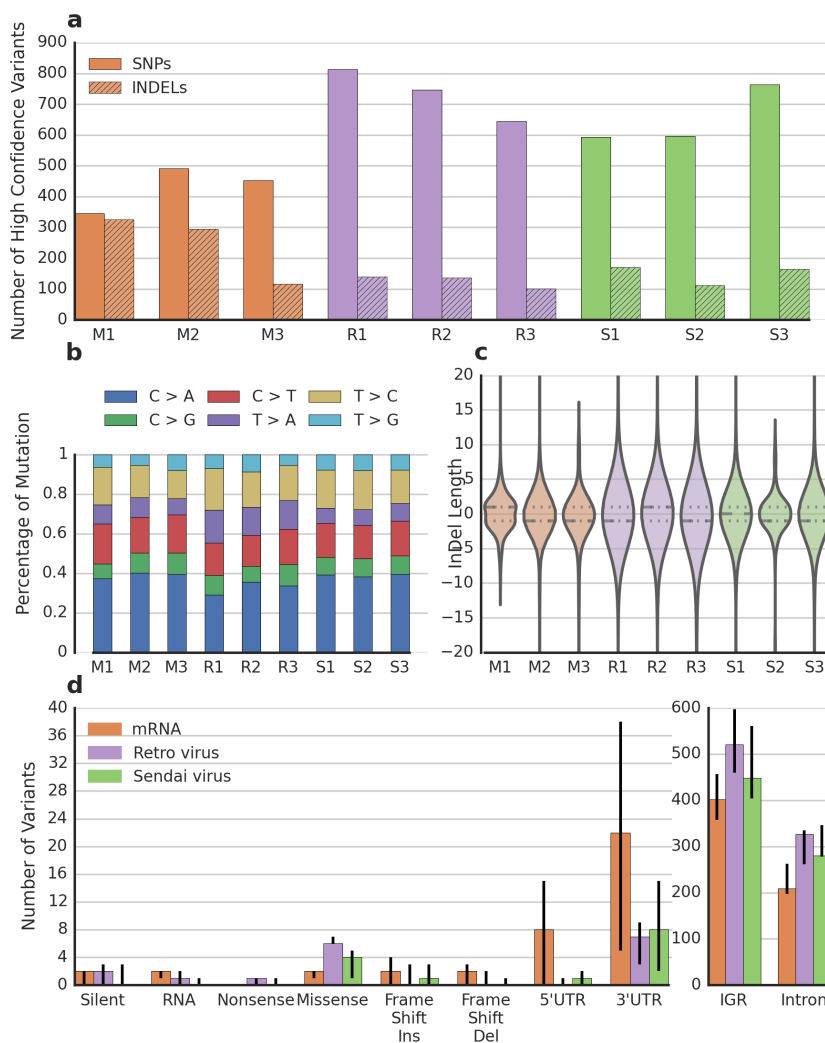 a
Number of High Confidence Variants
900
800
700
600
500
400
300
200
100
0
SNPs
INDELs
M1 M2 M3 R1 R2 R3 S1 S2 S3
b
C > A C > T T > C
C > G T > A T > G
Percentage of Mutation
1
0.8
0.6
0.4
0.2
0
M1 M2 M3 R1 R2 R3 S1 S2 S3
c
InDel Length
20
15
10
5
0
−5
−10
−15
−20
M1 M2 M3 R1 R2 R3 S1 S2 S3
d
Number of Variants
40
36
32
28
24
20
16
12
8
4
0
mRNA
Retro virus
Sendai virus
Silent RNA Nonsense Missense Frame Shift Ins Frame Shift Del 5'UTR 3'UTR
600
500
400
300
200
100
0
IGR Intron